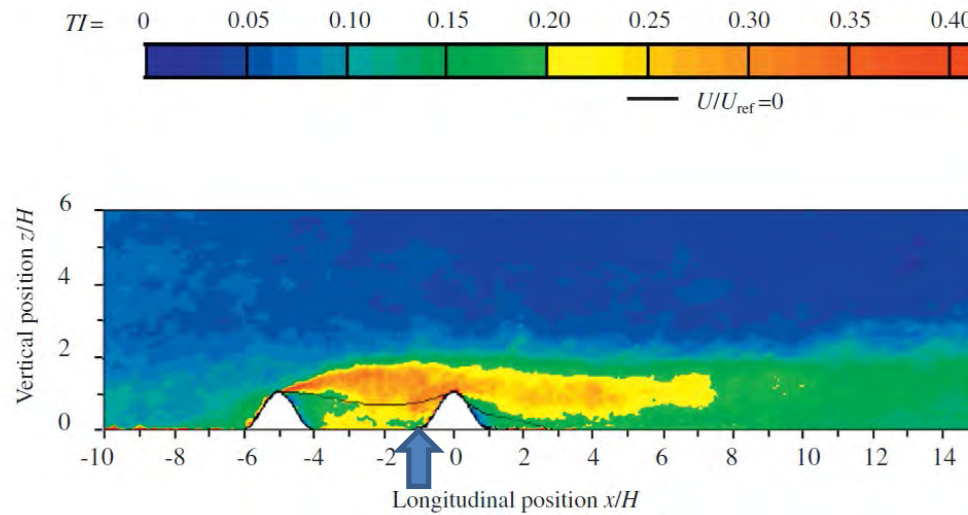 TI= 0 0.05 0.10 0.15 0.20 0.25 0.30 0.35 0.40
U/Uref=0
Vertical position z/H
6
4
2
0
-10 -8 -6 -4 -2 0 2 4 6 8 10 12 14
Longitudinal position x/H